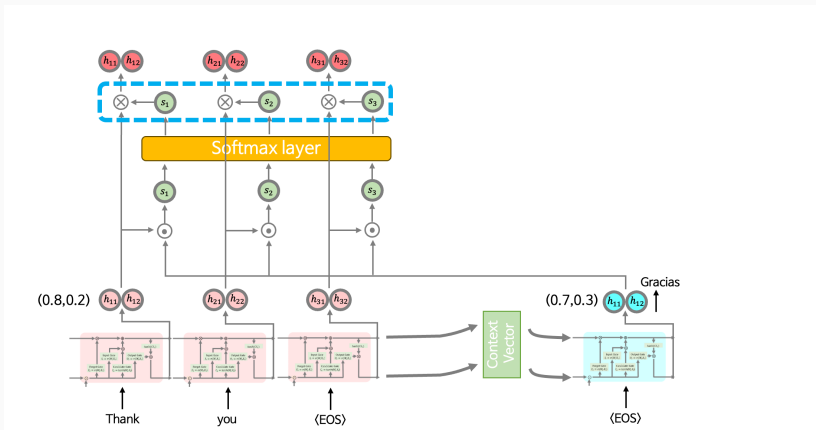 h₁₁ h₁₂ h₂₁ h₂₂ h₃₁ h₃₂
s₁ s₂ s₃
Softmax layer
s₁ s₂ s₃
Gracias
(0.8,0.2) h₁₁ h₁₂ h₂₁ h₂₂ h₃₁ h₃₂ (0.7,0.3) h₁₁ h₁₂
Context
Vector
Thank you ⟨EOS⟩ ⟨EOS⟩